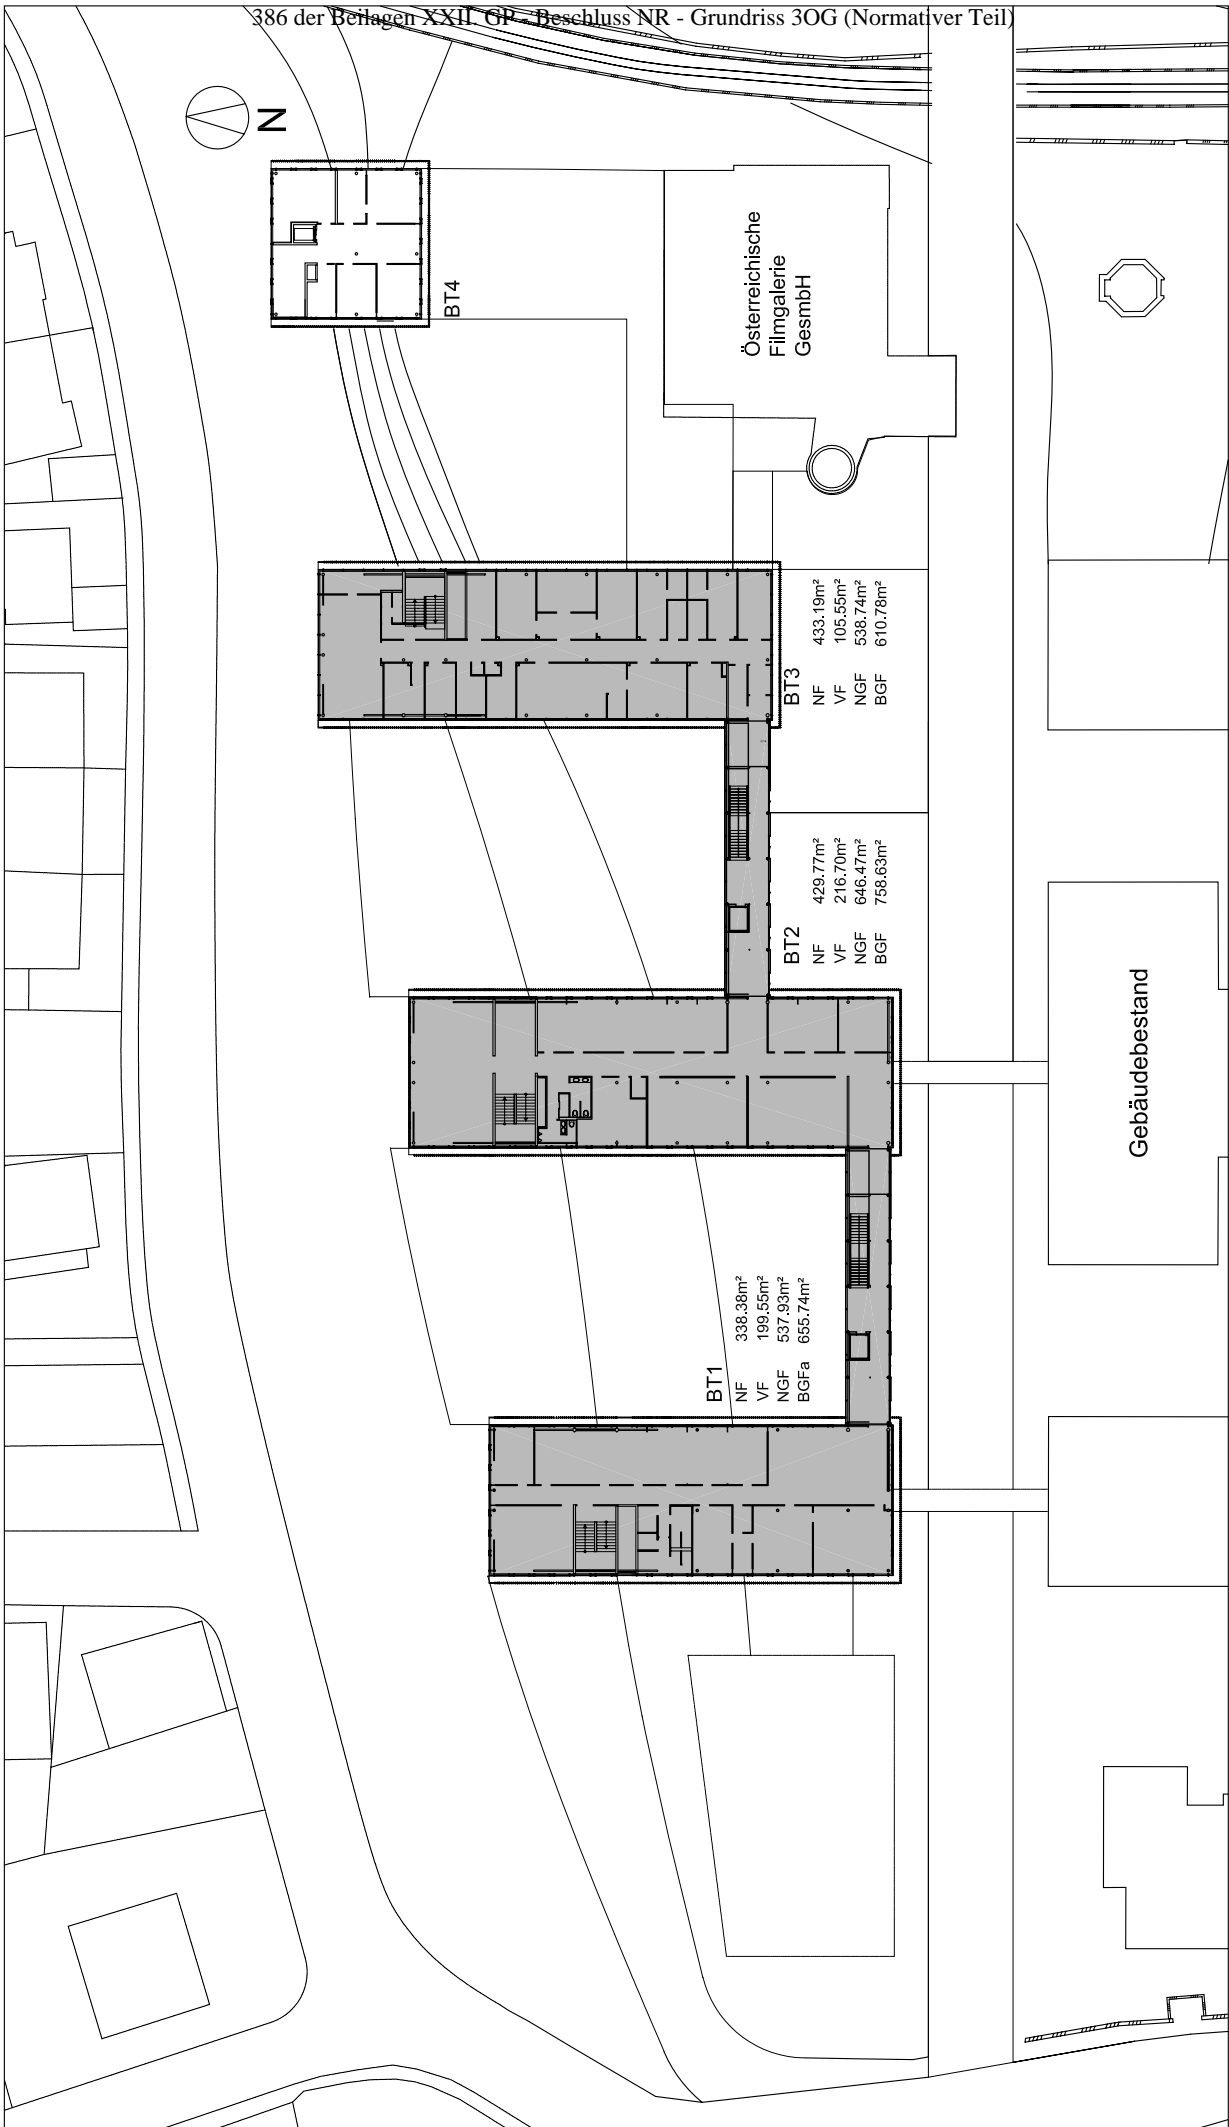 386 der Beilagen XXII. GP - Beschluss NR - Grundriss 3OG (Normativer Teil)
N
BT4
Österreichische
Filmgalerie
GesmbH
BT3
NF 433.19m²
VF 105.55m²
NGF 538.74m²
BGF 610.78m²
BT2
NF 429.77m²
VF 216.70m²
NGF 646.47m²
BGF 758.63m²
Gebäudebestand
BT1
NF 338.38m²
VF 199.55m²
NGF 537.93m²
BGFa 655.74m²